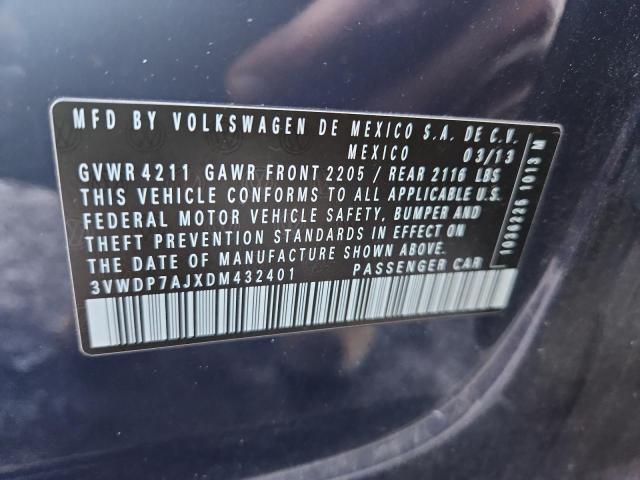 MFD BY VOLKSWAGEN DE MEXICO S.A. DE C.V.
MEXICO 03/13
GVWR 4211 GAWR FRONT 2205 / REAR 2116 LBS
THIS VEHICLE CONFORMS TO ALL APPLICABLE U.S.
FEDERAL MOTOR VEHICLE SAFETY, BUMPER AND
THEFT PREVENTION STANDARDS IN EFFECT ON
THE DATE OF MANUFACTURE SHOWN ABOVE.
3VWDP7AJXDM432401 PASSENGER CAR
1013 M